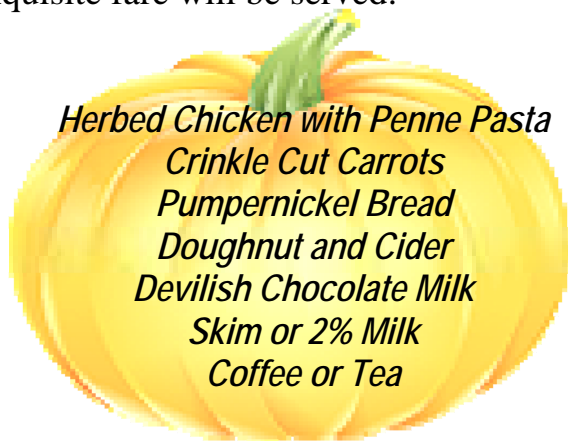 fare will be served.
Herbed Chicken with Penne Pasta
Crinkle Cut Carrots
Pumpernickel Bread
Doughnut and Cider
Devilish Chocolate Milk
Skim or 2% Milk
Coffee or Tea